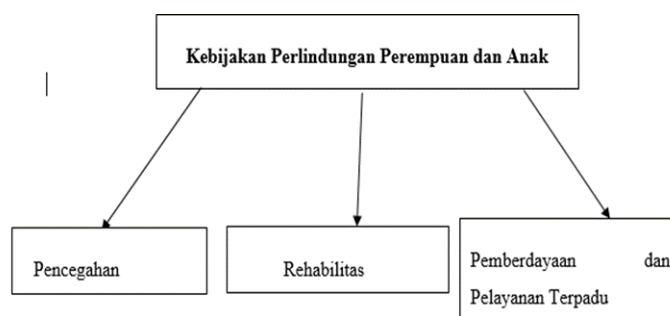 Kebijakan Perlindungan Perempuan dan Anak
Pencegahan
Rehabilitas
Pemberdayaan dan
Pelayanan Terpadu